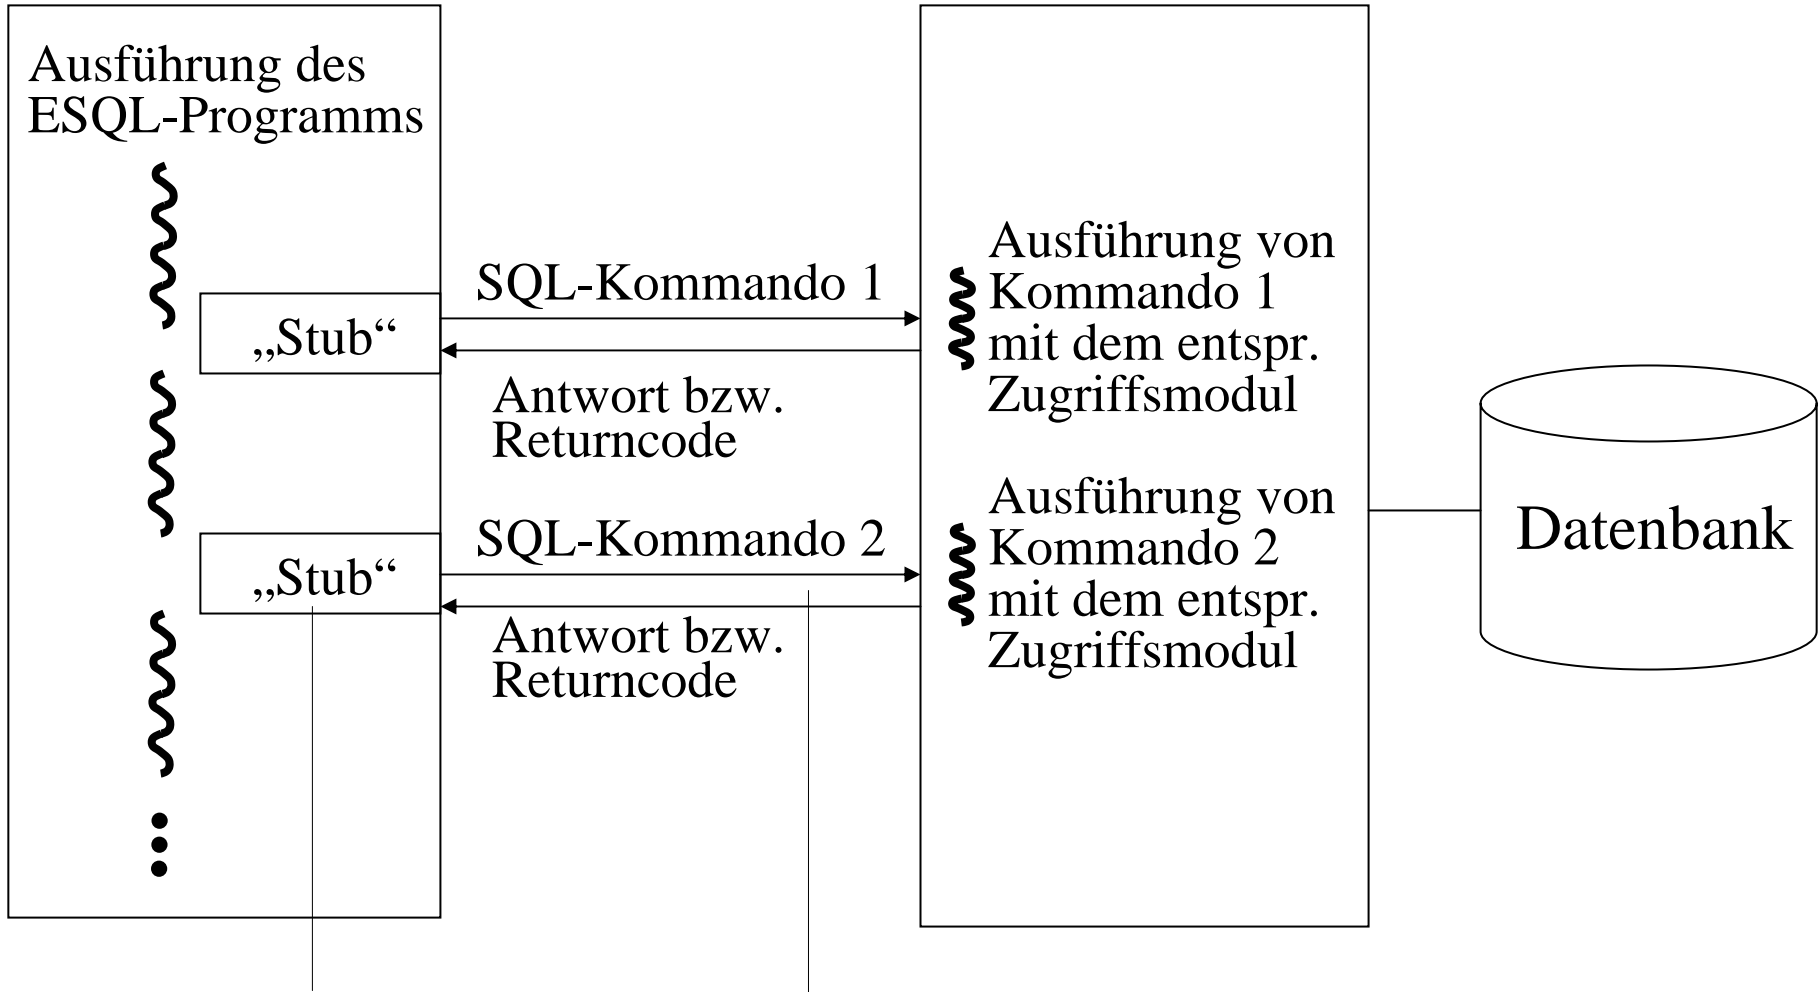 Ausführung des
ESQL-Programms
„Stub“
SQL-Kommando 1
Antwort bzw.
Returncode
Ausführung von
Kommando 1
mit dem entspr.
Zugriffsmodul
„Stub“
SQL-Kommando 2
Antwort bzw.
Returncode
Ausführung von
Kommando 2
mit dem entspr.
Zugriffsmodul
Datenbank